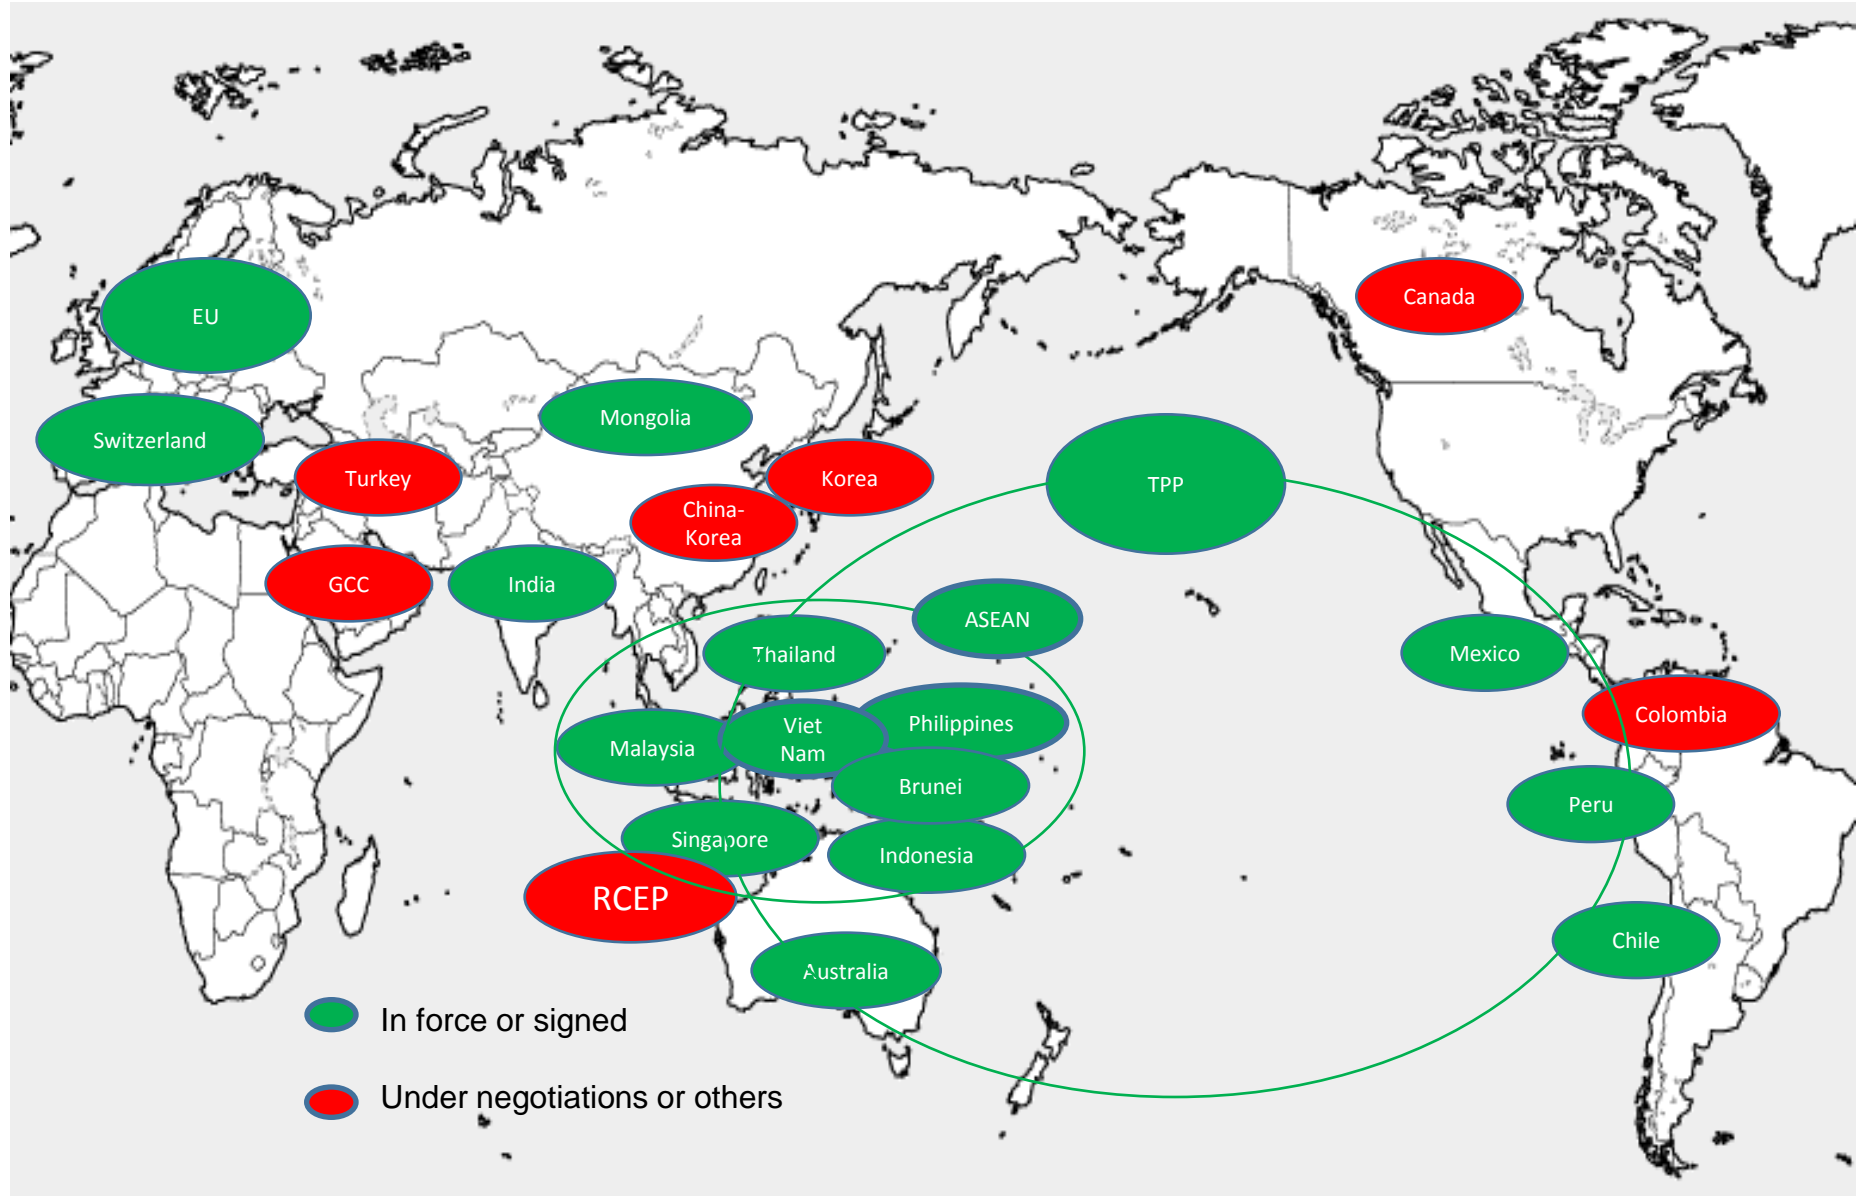 Canada
EU
Mongolia
Switzerland
Turkey
Korea
TPP
China-
Korea
GCC
India
ASEAN
Thailand
Mexico
Philippines
Viet
Nam
Malaysia
Colombia
Brunei
Peru
Singapore
Indonesia
RCEP
Chile
Australia
In force or signed
Under negotiations or others